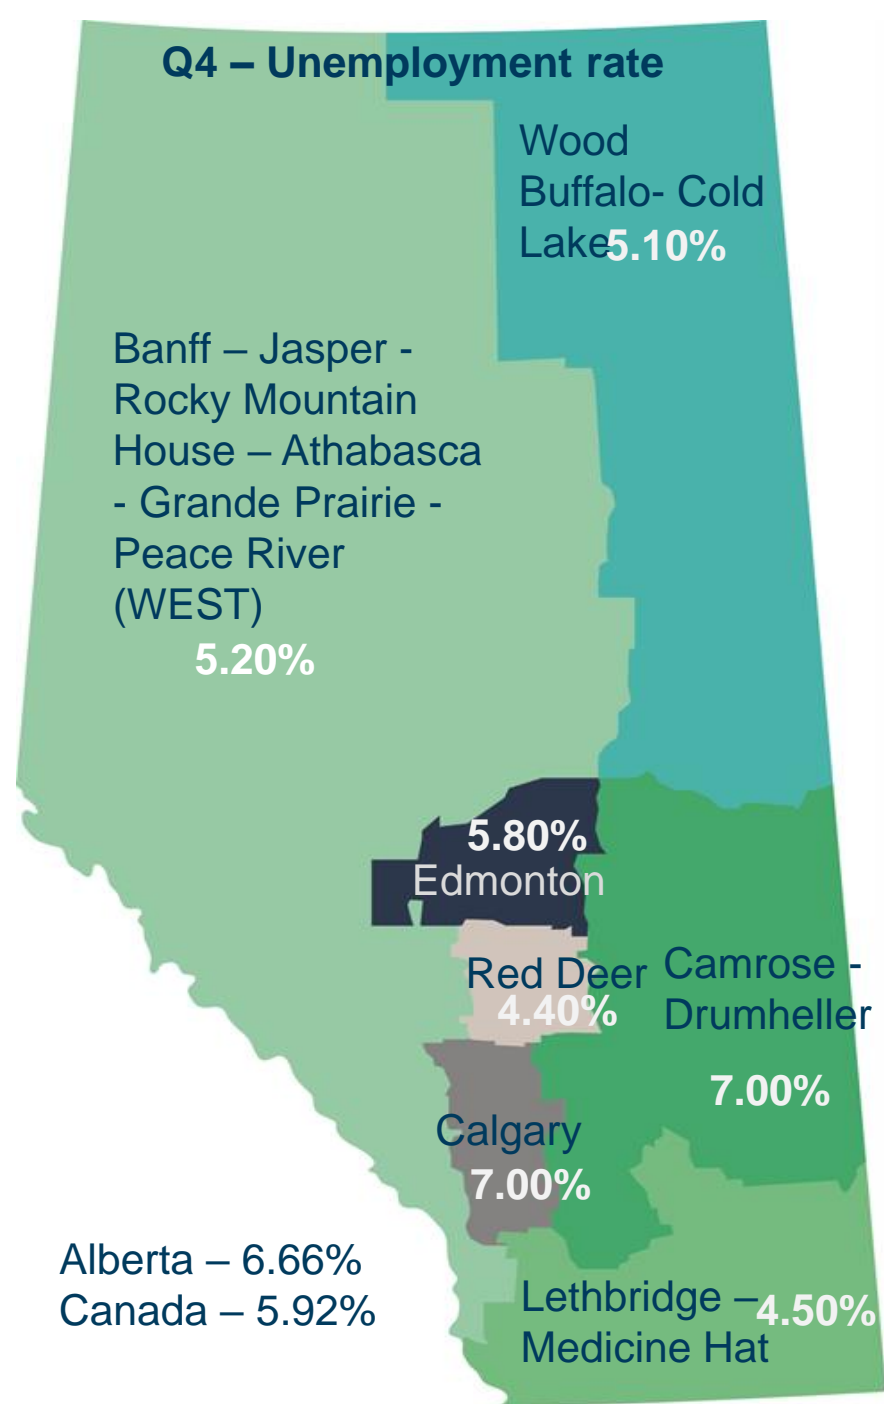 Q4 – Unemployment rate
Wood
Buffalo- Cold
Lake 5.10%
Banff – Jasper -
Rocky Mountain
House – Athabasca
- Grande Prairie -
Peace River
(WEST)
5.20%
5.80%
Edmonton
Red Deer
4.40%
Camrose -
Drumheller
7.00%
Calgary
7.00%
Alberta – 6.66%
Canada – 5.92%
Lethbridge – 4.50%
Medicine Hat